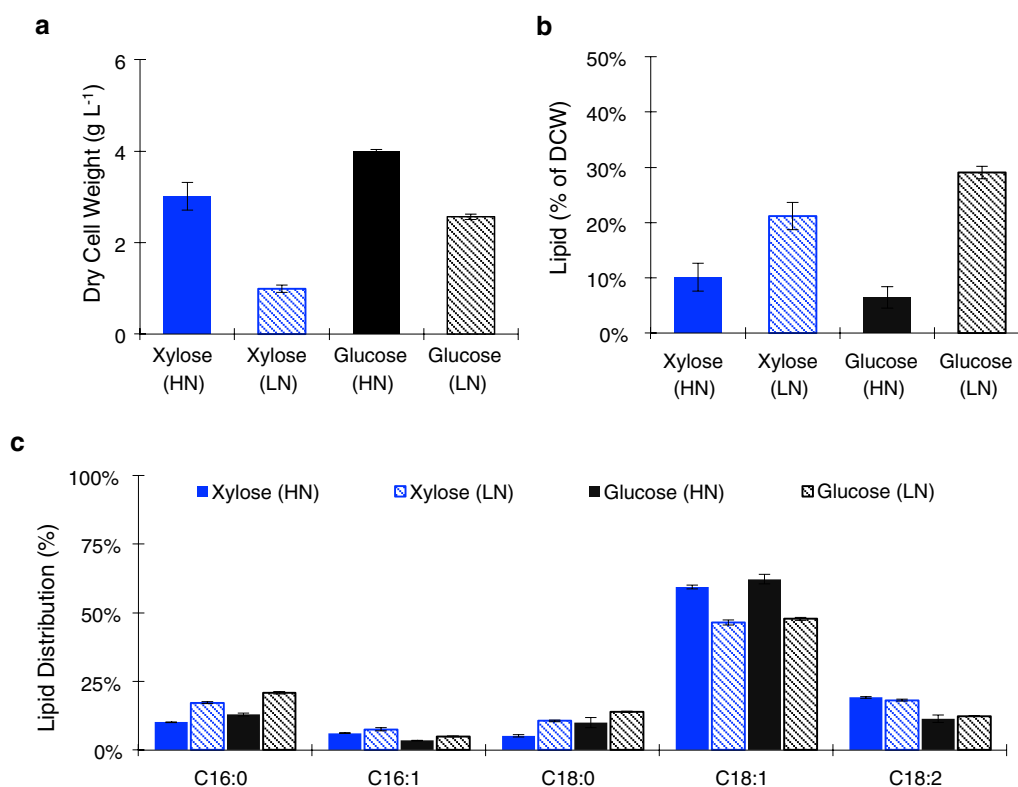 a
Dry Cell Weight (g L-1)
6
4
2
0
Xylose (HN)
Xylose (LN)
Glucose (HN)
Glucose (LN)
b
Lipid (% of DCW)
50%
40%
30%
20%
10%
0%
Xylose (HN)
Xylose (LN)
Glucose (HN)
Glucose (LN)
c
Lipid Distribution (%)
100%
75%
50%
25%
0%
Xylose (HN)
Xylose (LN)
Glucose (HN)
Glucose (LN)
C16:0
C16:1
C18:0
C18:1
C18:2